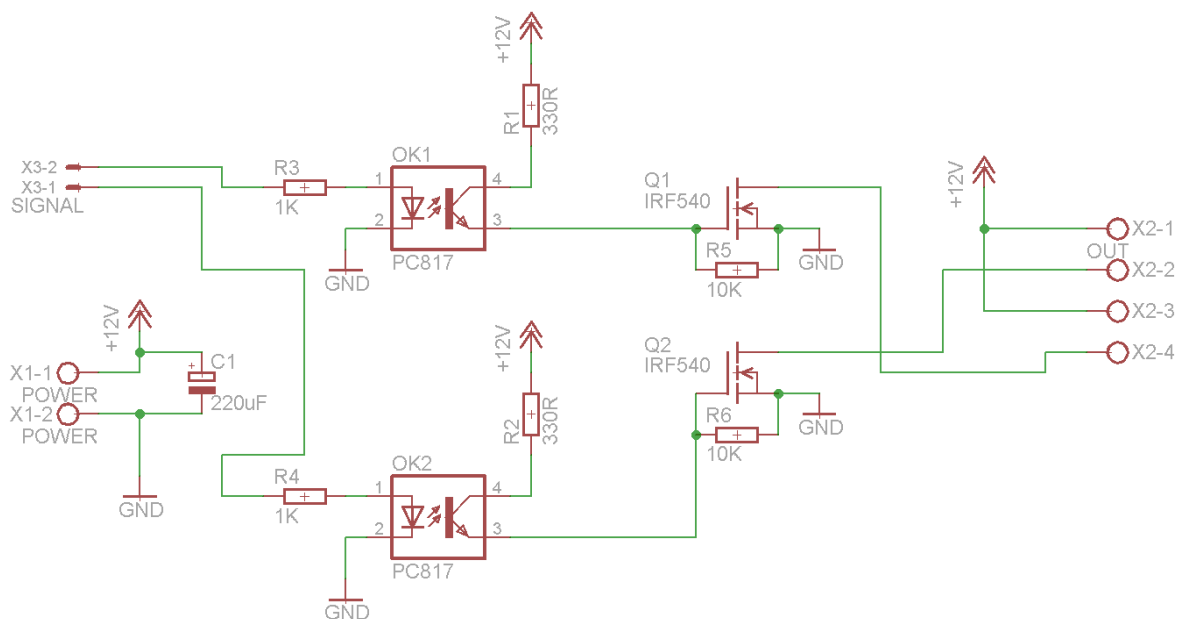 +12V
R1
330R
X3-2
X3-1
SIGNAL
R3
1K
OK1
1
2
4
3
PC817
GND
Q1
IRF540
R5
10K
GND
+12V
X2-1
OUT
X2-2
X2-3
X2-4
+12V
X1-1
POWER
X1-2
POWER
+
C1
220uF
GND
+12V
R2
330R
Q2
IRF540
R6
10K
GND
R4
1K
OK2
1
2
4
3
PC817
GND